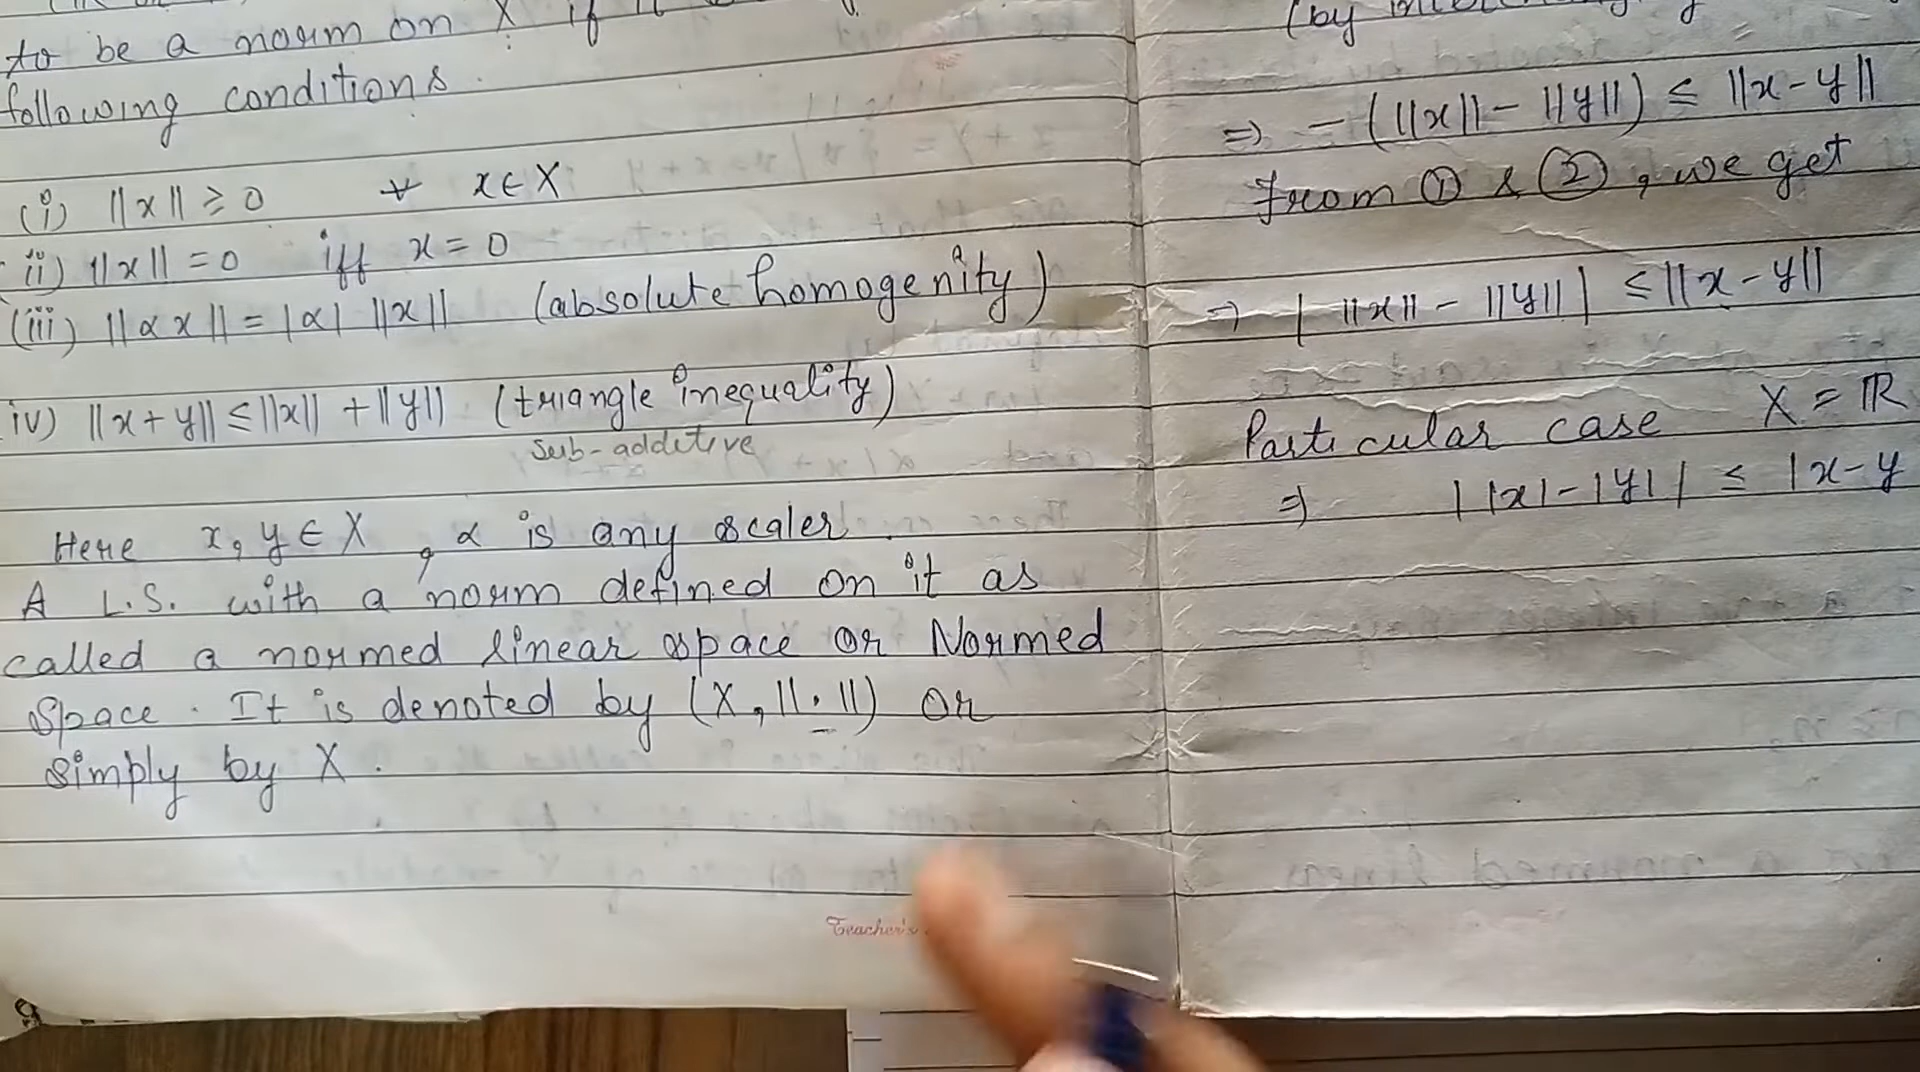 to be a norm on X if it
following conditions.
(i) ||x|| ≥ 0 ∀ x ∈ X
ii) ||x|| = 0 iff x = 0
(iii) ||αx|| = |α| ||x|| (absolute homogenity)
iv) ||x + y|| ≤ ||x|| + ||y|| (triangle inequality)
Sub-additive
Here x, y ∈ X, α is any scaler.
A L.S. with a norm defined on it as
called a normed linear space or Normed
Space. It is denoted by (X, ||·||) or
simply by X.
Teacher's
(by
⇒ -(||x|| - ||y||) ≤ ||x - y||
from ① & ②, we get
⇒ | ||x|| - ||y|| | ≤ ||x - y||
Particular case X = ℝ
⇒ | |x| - |y| | ≤ |x - y